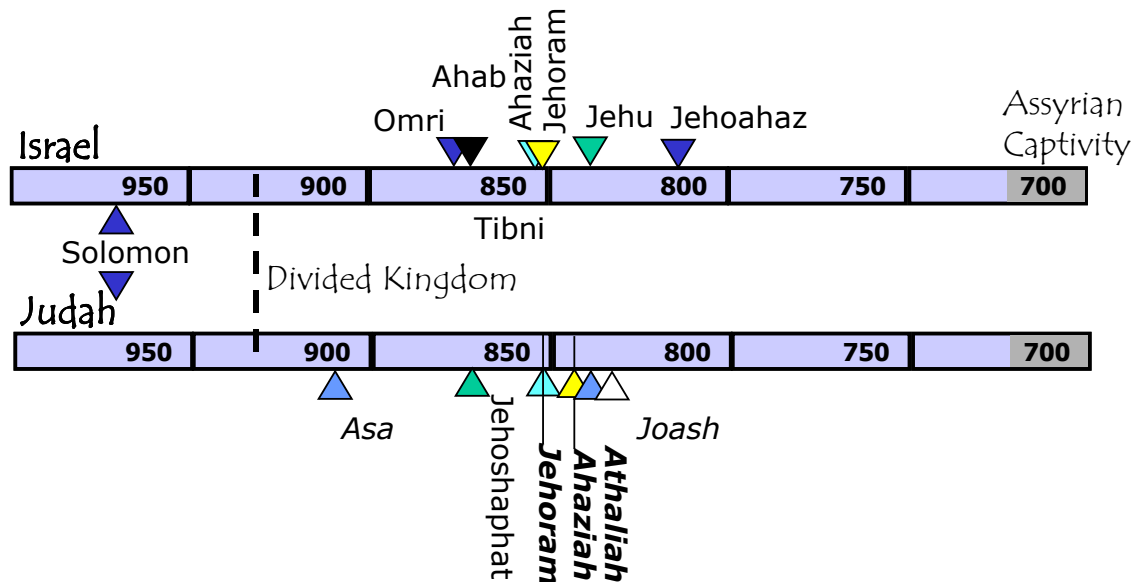 Ahab
Ahaziah
Jehoram
Omri
Jehu
Jehoahaz
Assyrian
Captivity
Israel
950
900
850
800
750
700
Tibni
Solomon
Divided Kingdom
Judah
950
900
850
800
750
700
Asa
Jehoshaphat
Jehoram
Ahaziah
Athaliah
Joash